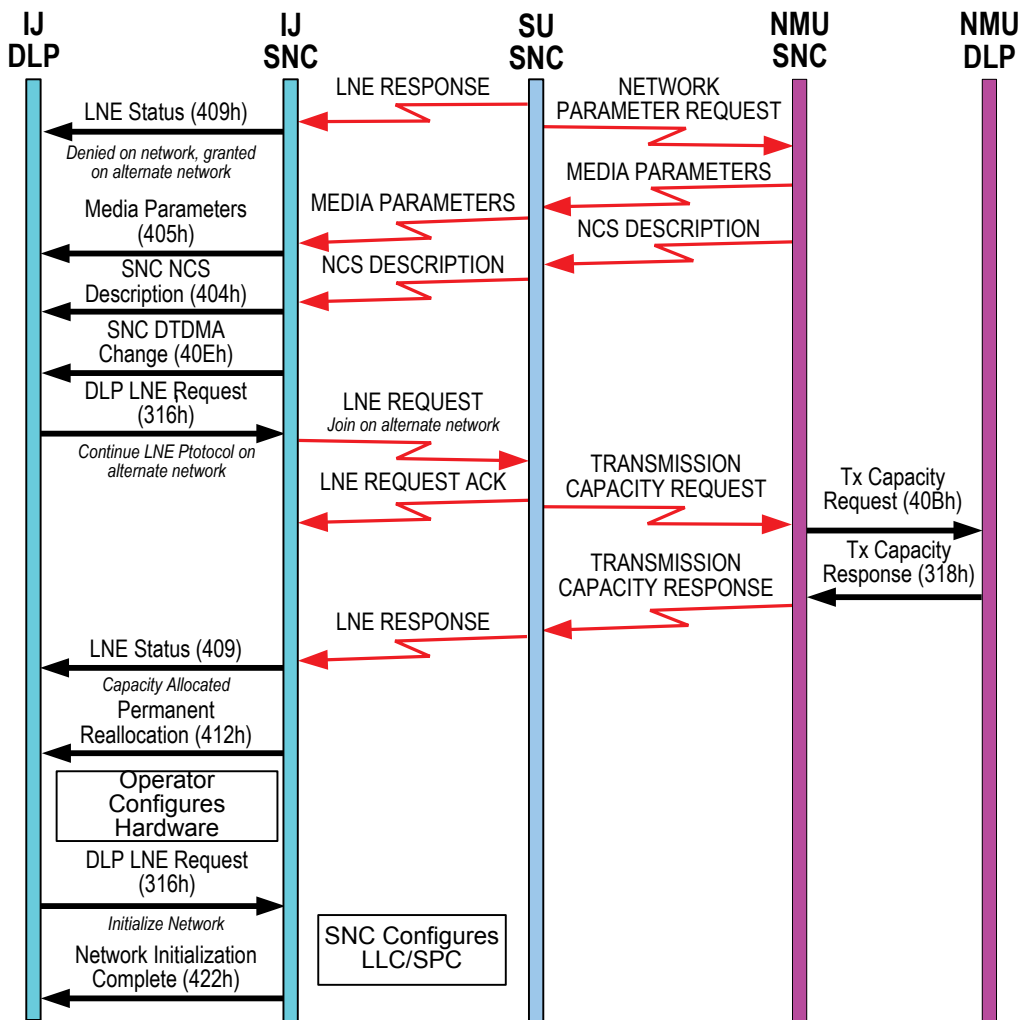 IJ
DLP
IJ
SNC
SU
SNC
NMU
SNC
NMU
DLP
LNE RESPONSE
NETWORK
PARAMETER REQUEST
LNE Status (409h)
Denied on network, granted
on alternate network
MEDIA PARAMETERS
MEDIA PARAMETERS
Media Parameters
(405h)
NCS DESCRIPTION
NCS DESCRIPTION
SNC NCS
Description (404h)
SNC DTDMA
Change (40Eh)
DLP LNE Request
(316h)
Continue LNE Ptotocol on
alternate network
LNE REQUEST
Join on alternate network
LNE REQUEST ACK
TRANSMISSION
CAPACITY REQUEST
Tx Capacity
Request (40Bh)
Tx Capacity
Response (318h)
TRANSMISSION
CAPACITY RESPONSE
LNE RESPONSE
LNE Status (409)
Capacity Allocated
Permanent
Reallocation (412h)
Operator
Configures
Hardware
DLP LNE Request
(316h)
Initialize Network
SNC Configures
LLC/SPC
Network Initialization
Complete (422h)